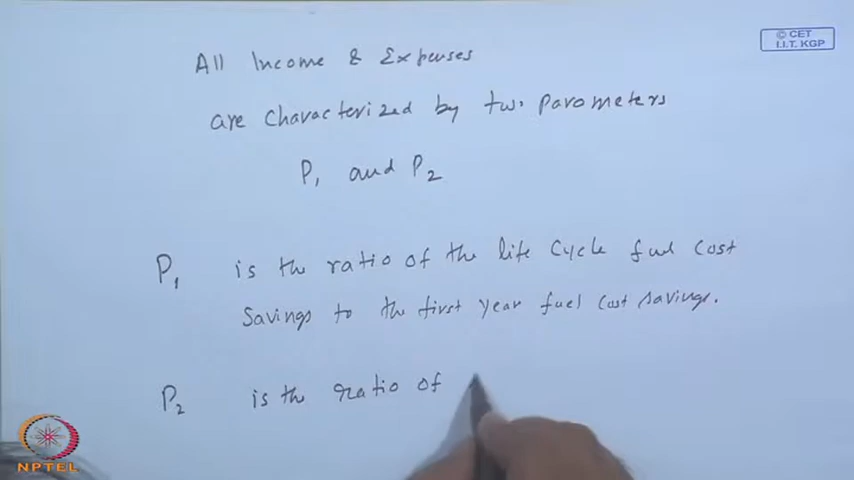 © CET
I.I.T. KGP
All Income & Expenses
are characterized by two parameters
P₁ and P₂
P₁ is the ratio of the life cycle fuel cost
Savings to the first year fuel cost savings.
P₂ is the ratio of
NPTEL